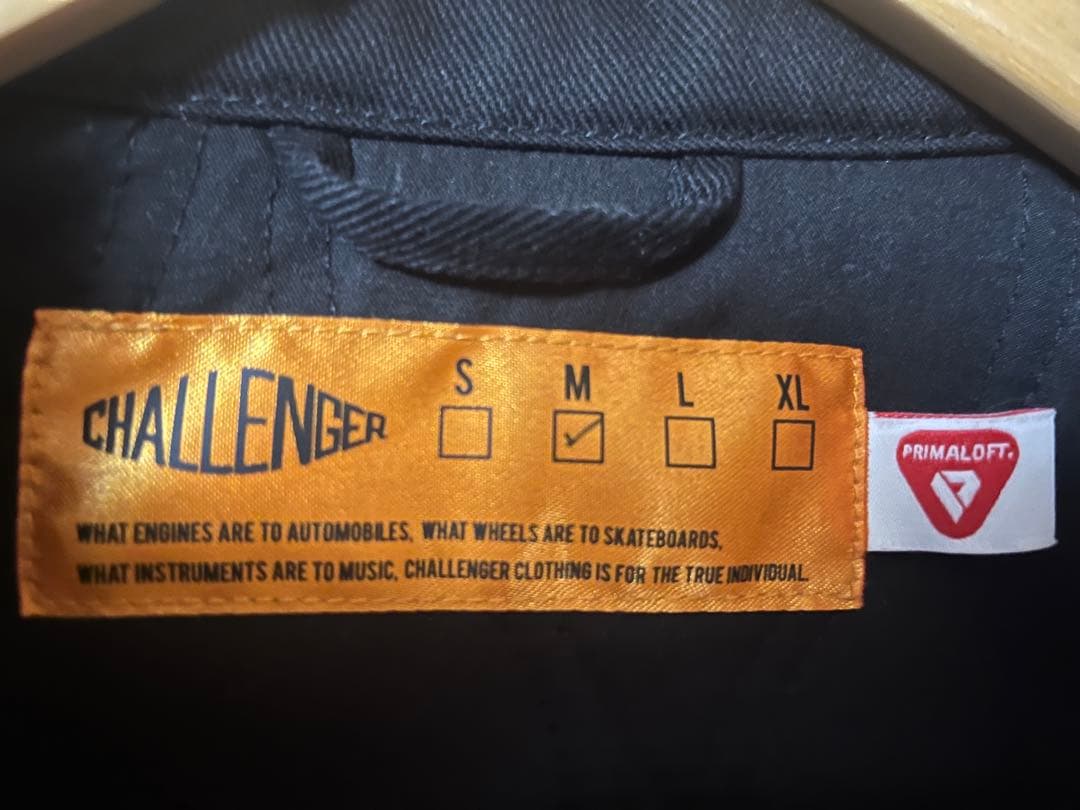 CHALLENGER
S M L XL
WHAT ENGINES ARE TO AUTOMOBILES, WHAT WHEELS ARE TO SKATEBOARDS,
WHAT INSTRUMENTS ARE TO MUSIC, CHALLENGER CLOTHING IS FOR THE TRUE INDIVIDUAL.
PRIMALOFT.